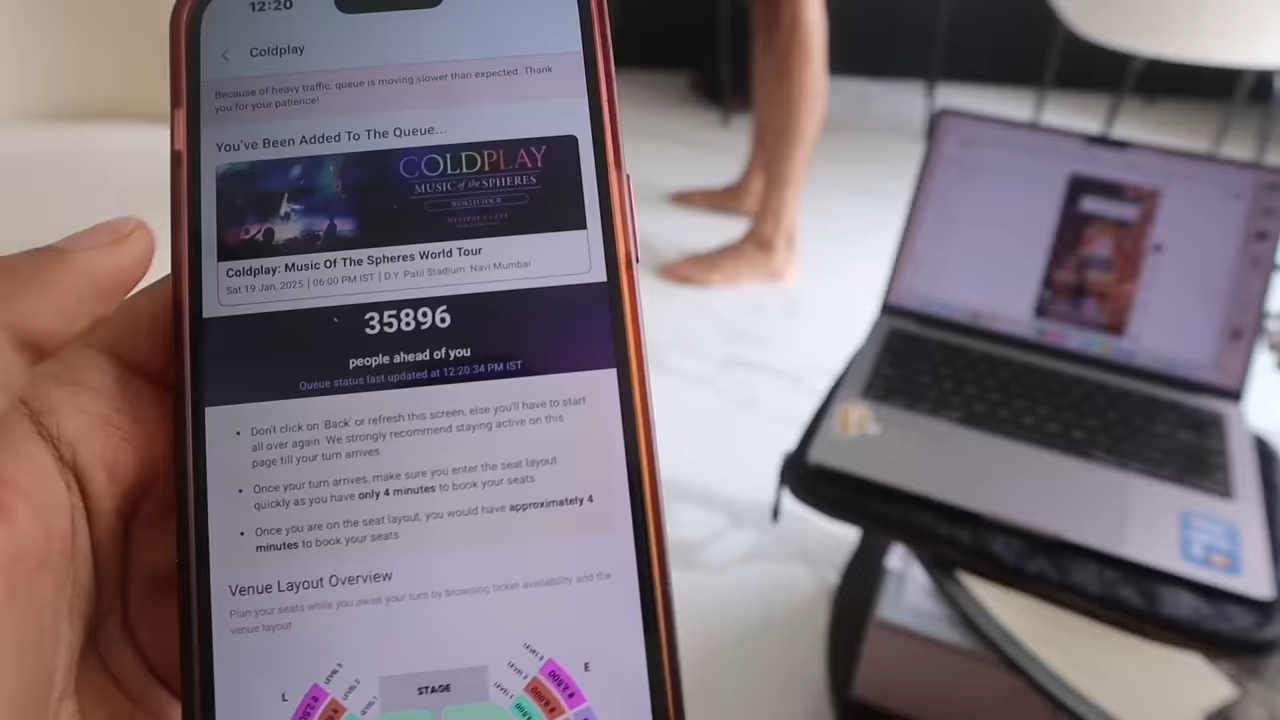 12:20
Coldplay
Because of heavy traffic, queue is moving slower than expected. Thank
you for your patience!
You've Been Added To The Queue...
COLDPLAY
MUSIC of the SPHERES
WORLD TOUR
Coldplay: Music Of The Spheres World Tour
Sat 19 Jan, 2025 | 06:00 PM IST | D.Y. Patil Stadium Navi Mumbai
35896
people ahead of you
Queue status last updated at 12:20:34 PM IST
• Don't click on 'Back' or refresh this screen, else you'll have to start
all over again. We strongly recommend staying active on this
page till your turn arrives
• Once your turn arrives, make sure you enter the seat layout
quickly as you have only 4 minutes to book your seats
• Once you are on the seat layout, you would have approximately 4
minutes to book your seats
Venue Layout Overview
Plan your seats while you await your turn by browsing ticket availability and the
venue layout
LEVEL 3
LEVEL 2
LEVEL 1
L
STAGE
E